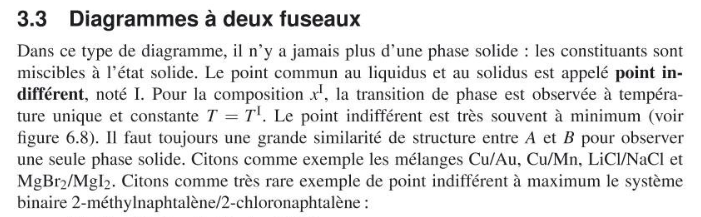 3.3 Diagrammes à deux fuseaux
Dans ce type de diagramme, il n'y a jamais plus d'une phase solide : les constituants sont
miscibles à l'état solide. Le point commun au liquidus et au solidus est appelé point in-
différent, noté I. Pour la composition xᴵ, la transition de phase est observée à tempéra-
ture unique et constante T = Tᴵ. Le point indifférent est très souvent à minimum (voir
figure 6.8). Il faut toujours une grande similarité de structure entre A et B pour observer
une seule phase solide. Citons comme exemple les mélanges Cu/Au, Cu/Mn, LiCl/NaCl et
MgBr₂/MgI₂. Citons comme très rare exemple de point indifférent à maximum le système
binaire 2-méthylnaphtalène/2-chloronaphtalène :